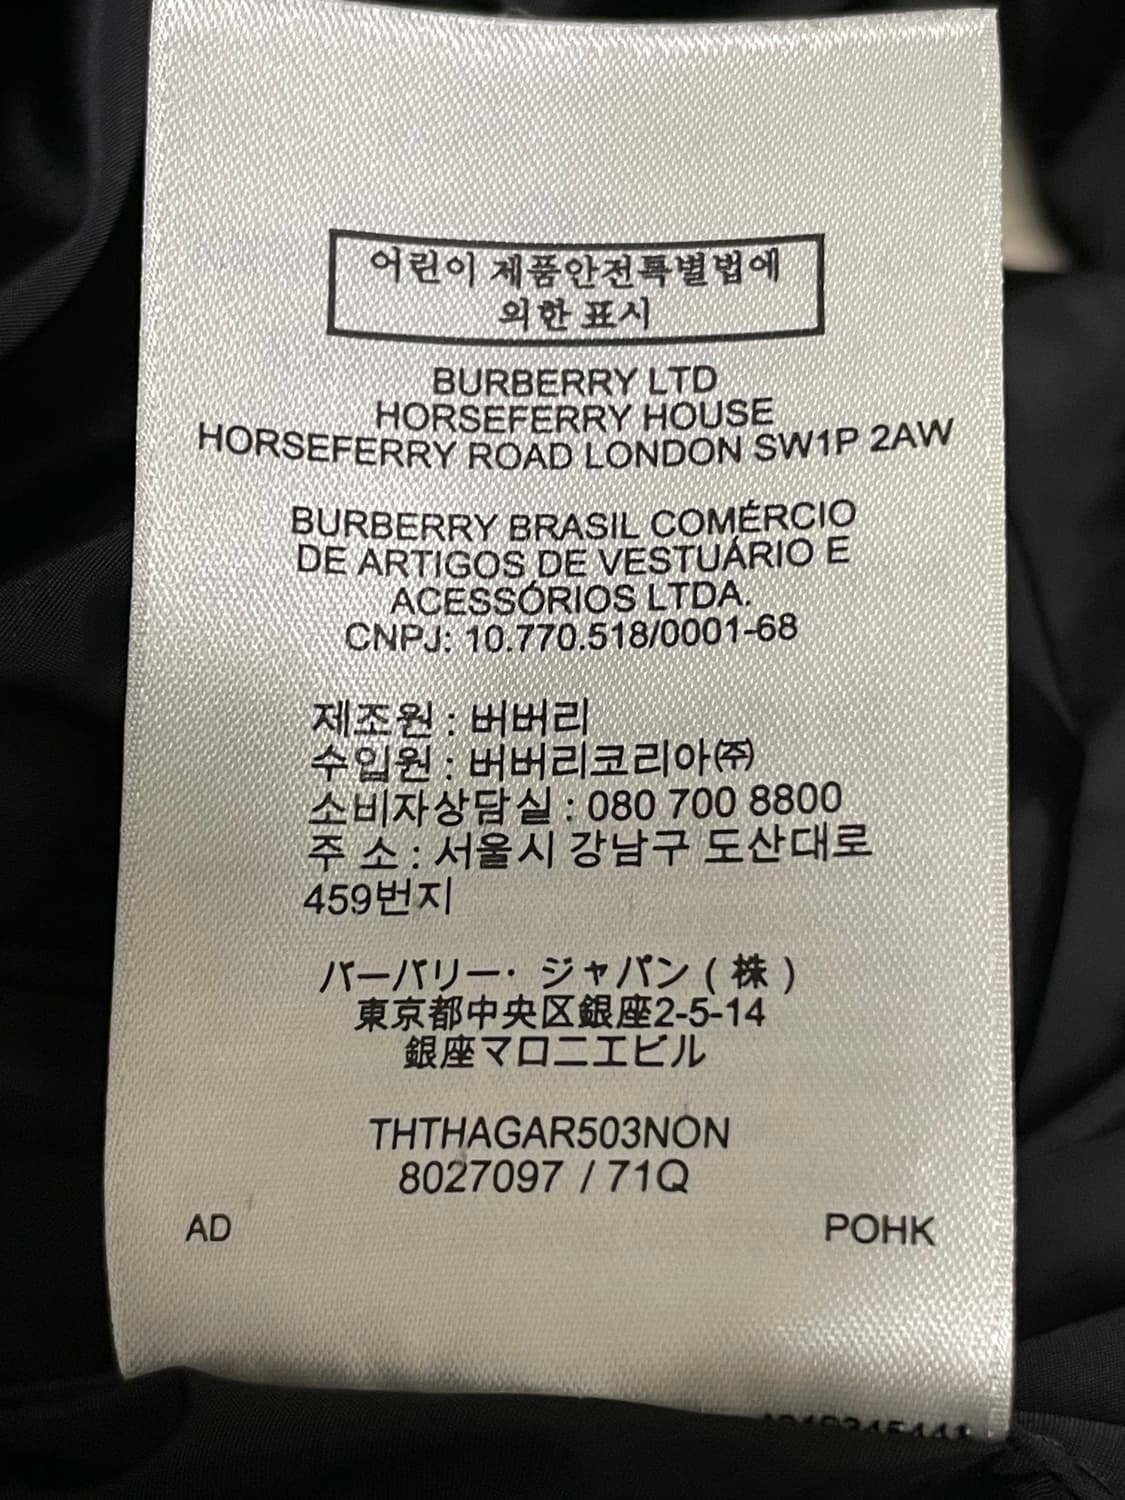 어린이 제품안전특별법에
의한 표시
BURBERRY LTD
HORSEFERRY HOUSE
HORSEFERRY ROAD LONDON SW1P 2AW
BURBERRY BRASIL COMÉRCIO
DE ARTIGOS DE VESTUÁRIO E
ACESSÓRIOS LTDA.
CNPJ: 10.770.518/0001-68
제조원 : 버버리
수입원 : 버버리코리아㈜
소비자상담실 : 080 700 8800
주 소 : 서울시 강남구 도산대로
459번지
バーバリー・ジャパン ( 株 )
東京都中央区銀座2-5-14
銀座マロニエビル
THTHAGAR503NON
8027097 / 71Q
AD
POHK